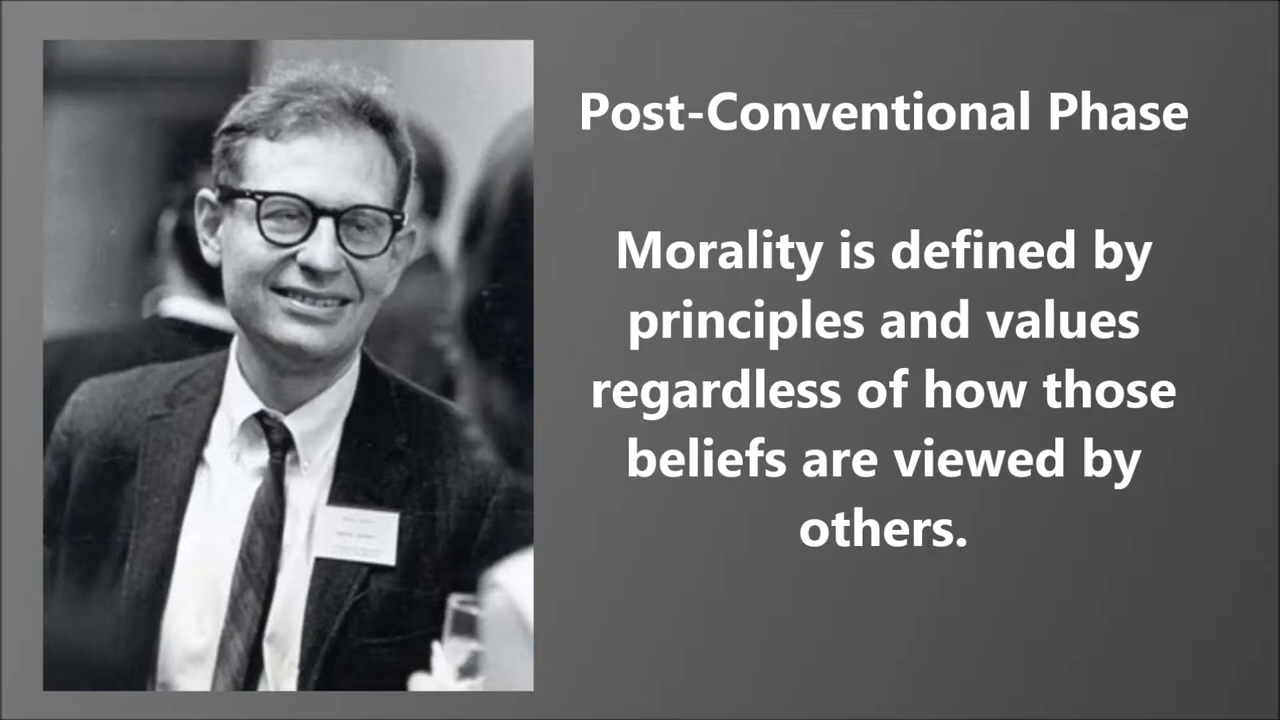 Post-Conventional Phase
Morality is defined by
principles and values
regardless of how those
beliefs are viewed by
others.